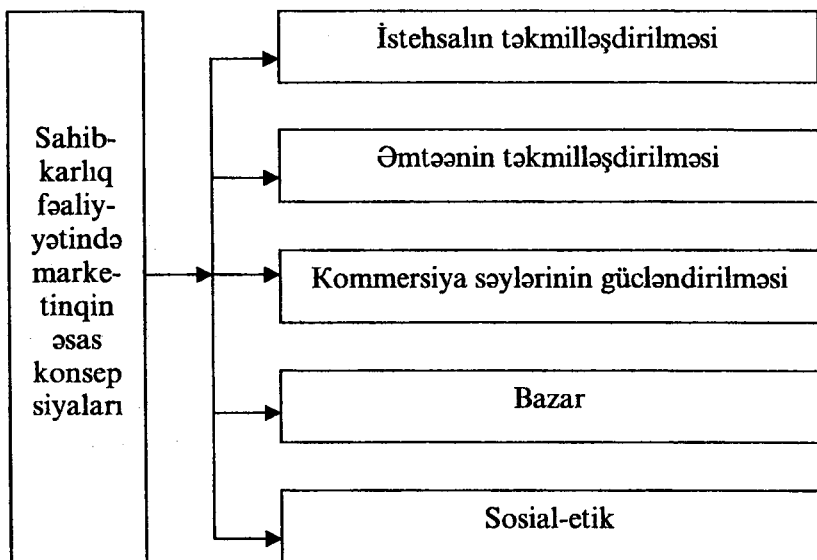 Sahib-
karlıq
fəaliy-
yətində
marke-
tinqin
əsas
konsep
siyaları
İstehsalın təkmilləşdirilməsi
Əmtəənin təkmilləşdirilməsi
Kommersiya səylərinin gücləndirilməsi
Bazar
Sosial-etik